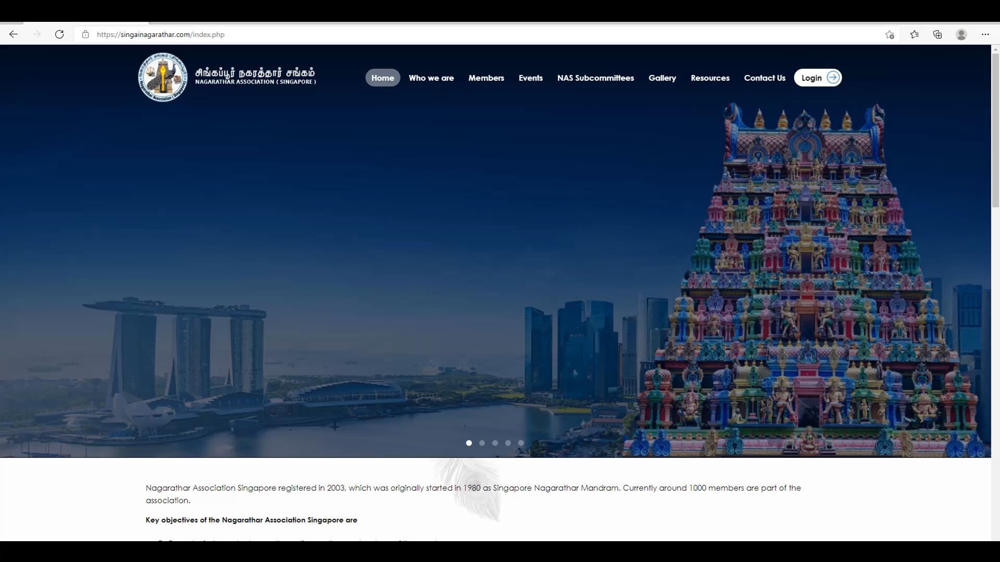 https://singainagarathar.com/index.php
சிங்கப்பூர் நகரத்தார் சங்கம்
NAGARATHAR ASSOCIATION ( SINGAPORE )
Home Who we are Members Events NAS Subcommittees Gallery Resources Contact Us Login
Nagarathar Association Singapore registered in 2003, which was originally started in 1980 as Singapore Nagarathar Mandram. Currently around 1000 members are part of the
association.
Key objectives of the Nagarathar Association Singapore are